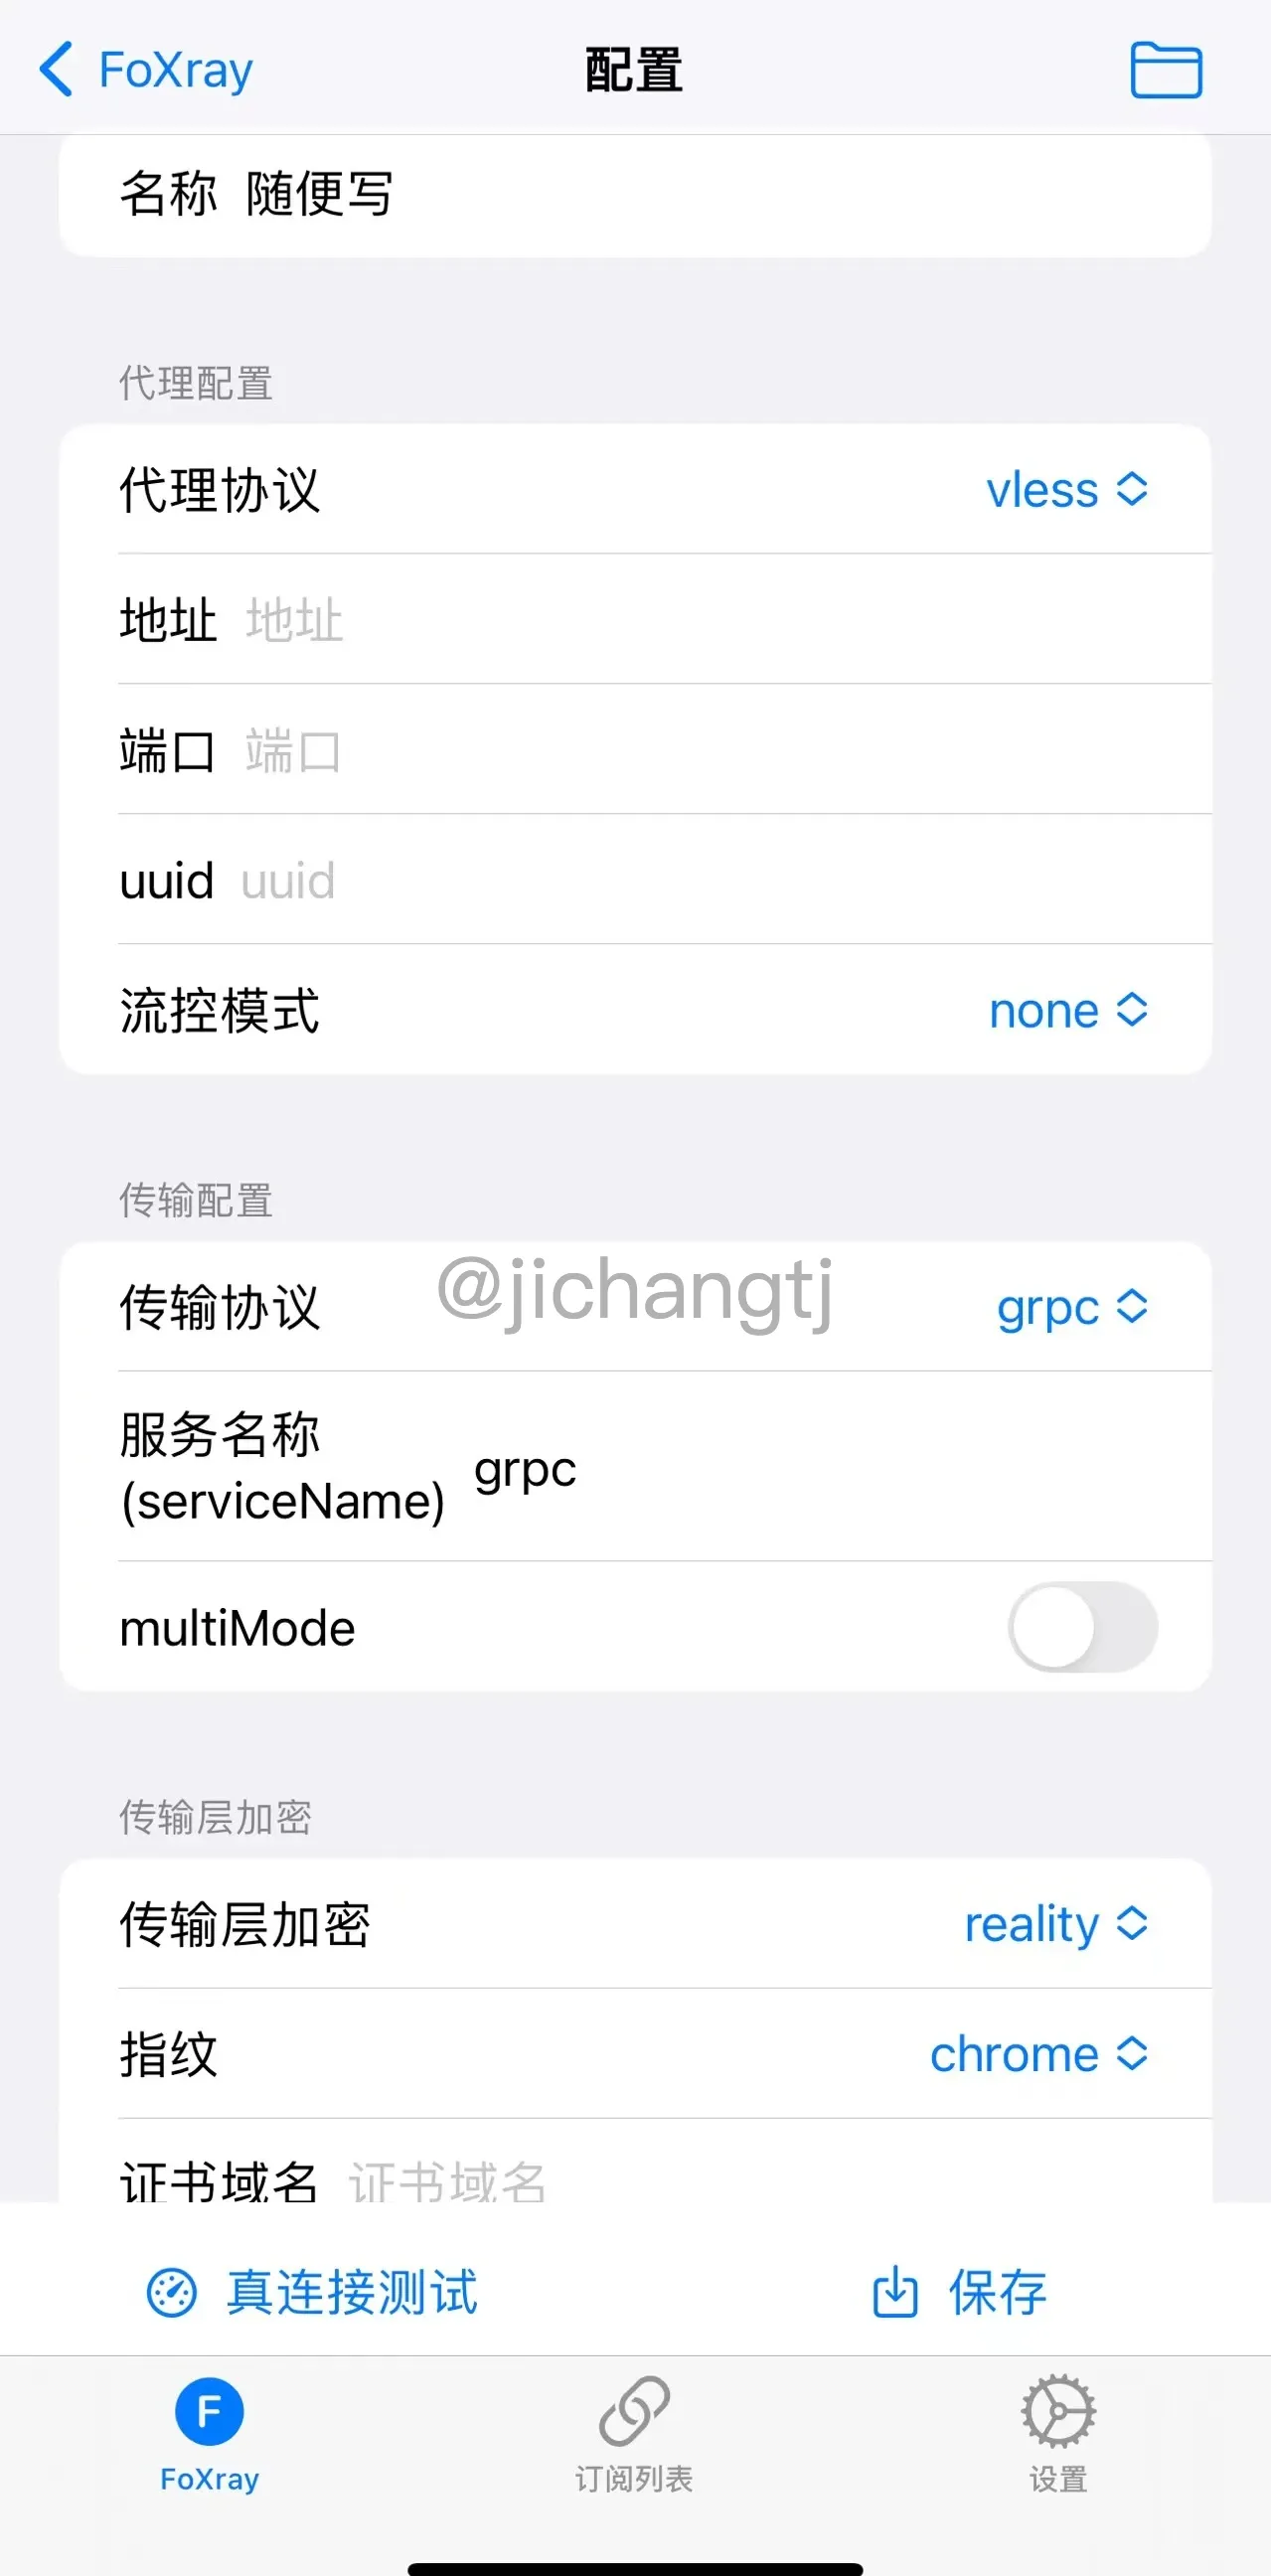 FoXray 配置
名称 随便写
代理配置
代理协议 vless
地址 地址
端口 端口
uuid uuid
流控模式 none
传输配置
@jichangtj
传输协议 grpc
服务名称
(serviceName) grpc
multiMode
传输层加密
传输层加密 reality
指纹 chrome
证书域名 证书域名
真连接测试 保存
F
FoXray 订阅列表 设置